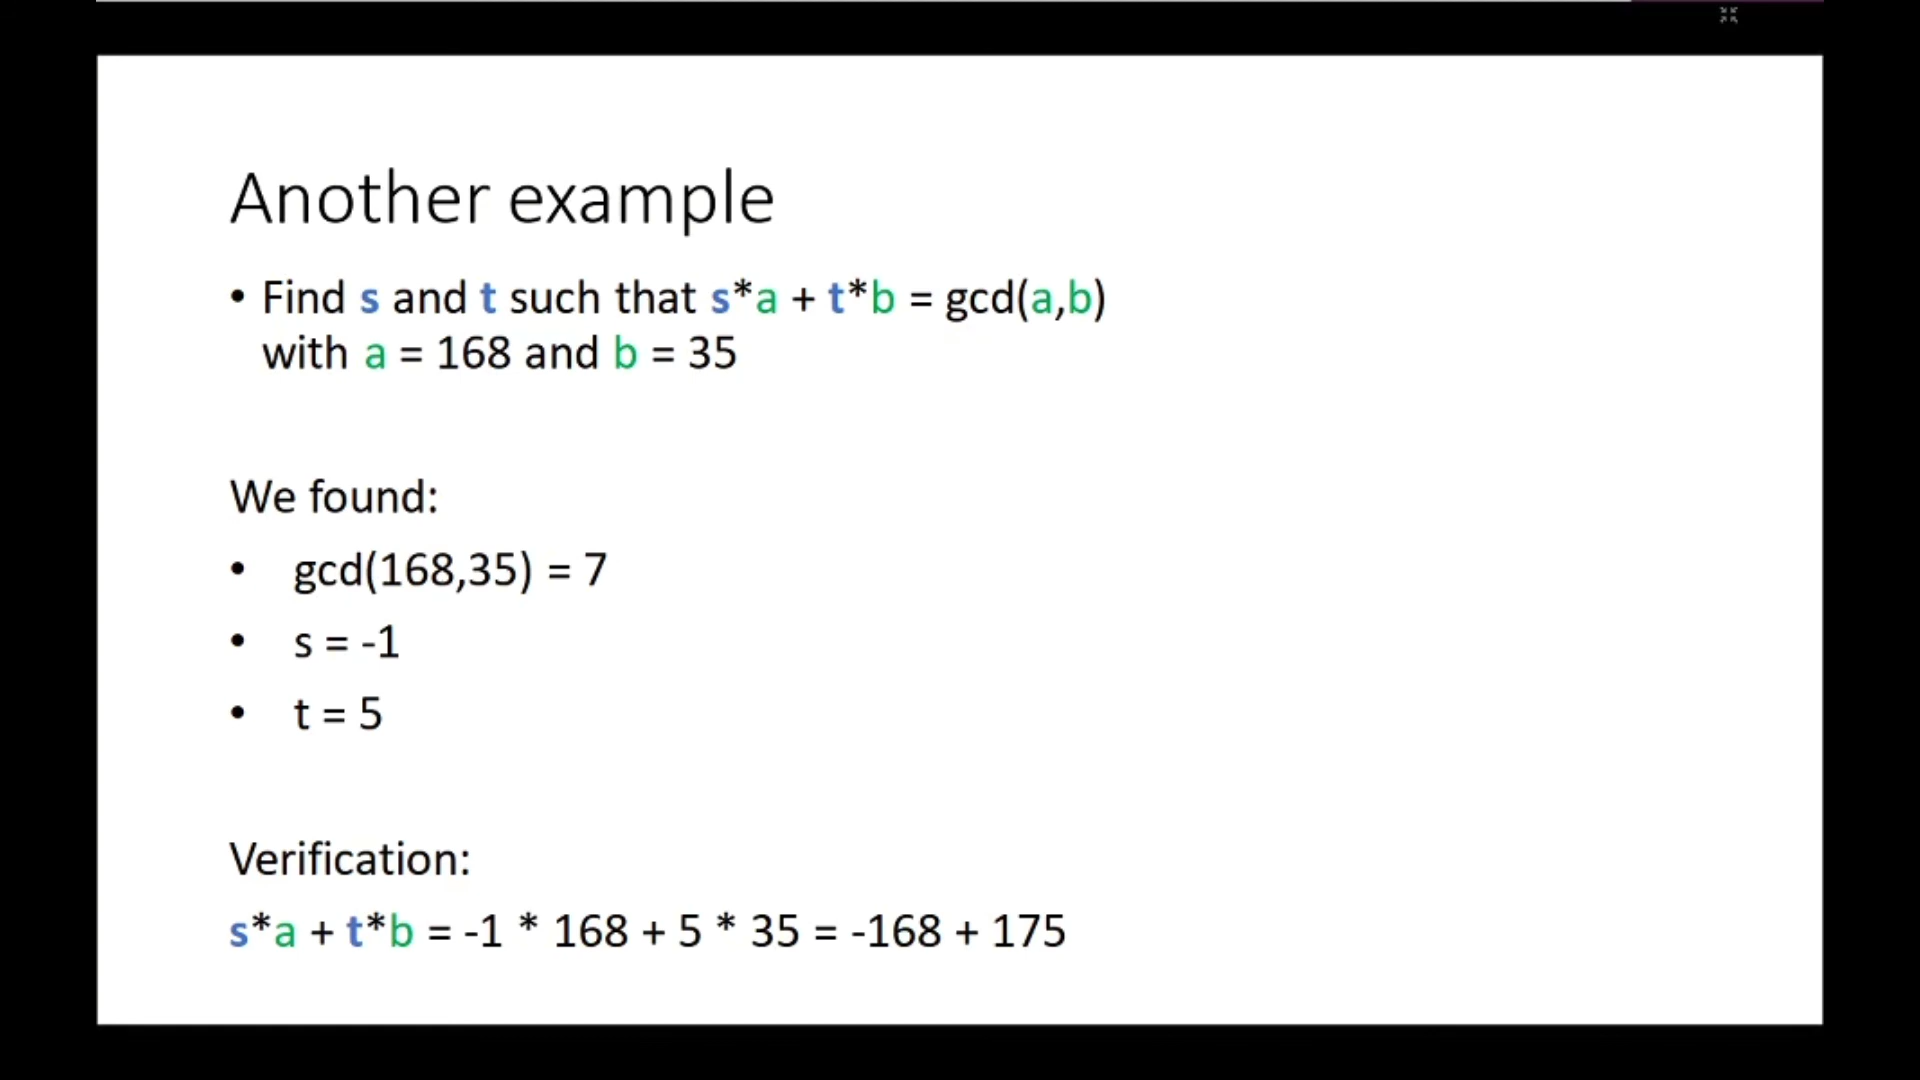 Another example
• Find s and t such that s*a + t*b = gcd(a,b)
with a = 168 and b = 35
We found:
• gcd(168,35) = 7
• s = -1
• t = 5
Verification:
s*a + t*b = -1 * 168 + 5 * 35 = -168 + 175